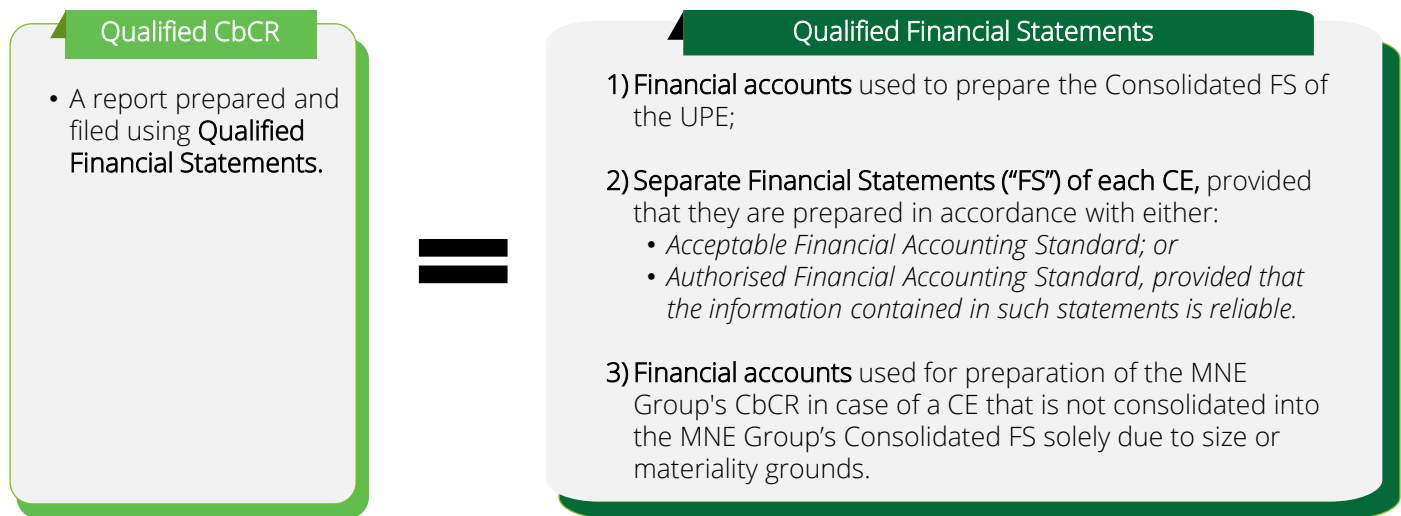 Qualified CbCR
• A report prepared and
filed using Qualified
Financial Statements.
Qualified Financial Statements
1) Financial accounts used to prepare the Consolidated FS of
the UPE;
2) Separate Financial Statements (“FS”) of each CE, provided
that they are prepared in accordance with either:
• Acceptable Financial Accounting Standard; or
• Authorised Financial Accounting Standard, provided that
the information contained in such statements is reliable.
3) Financial accounts used for preparation of the MNE
Group's CbCR in case of a CE that is not consolidated into
the MNE Group’s Consolidated FS solely due to size or
materiality grounds.